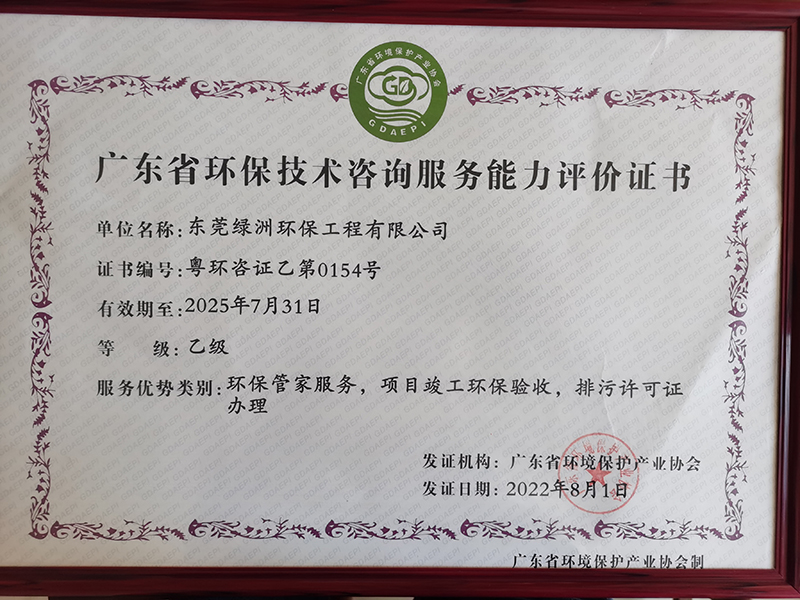 广东省环境保护产业协会
GDAEPI
广东省环保技术咨询服务能力评价证书
单位名称:东莞绿洲环保工程有限公司
证书编号:粤环咨证乙第0154号
有效期至:2025年7月31日
等 级:乙级
服务优势类别:环保管家服务，项目竣工环保验收，排污许可证
办理
发证机构: 广东省环境保护产业协会
发证日期: 2022年8月1日
广东省环境保护产业协会制